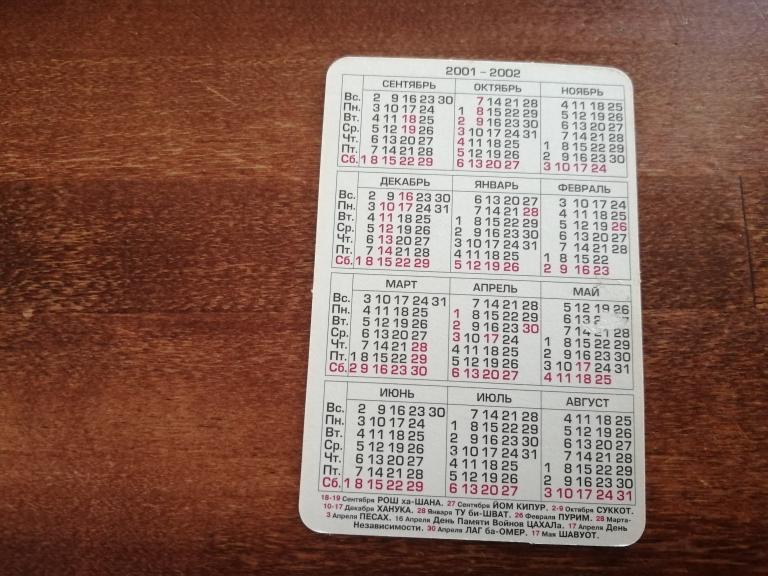 2001 – 2002
СЕНТЯБРЬ ОКТЯБРЬ НОЯБРЬ
Вс. 2 9 16 23 30 7 14 21 28 4 11 18 25
Пн. 3 10 17 24 1 8 15 22 29 5 12 19 26
Вт. 4 11 18 25 2 9 16 23 30 6 13 20 27
Ср. 5 12 19 26 3 10 17 24 31 7 14 21 28
Чт. 6 13 20 27 4 11 18 25 1 8 15 22 29
Пт. 7 14 21 28 5 12 19 26 2 9 16 23 30
Сб. 1 8 15 22 29 6 13 20 27 3 10 17 24
ДЕКАБРЬ ЯНВАРЬ ФЕВРАЛЬ
Вс. 2 9 16 23 30 6 13 20 27 3 10 17 24
Пн. 3 10 17 24 31 7 14 21 28 4 11 18 25
Вт. 4 11 18 25 1 8 15 22 29 5 12 19 26
Ср. 5 12 19 26 2 9 16 23 30 6 13 20 27
Чт. 6 13 20 27 3 10 17 24 31 7 14 21 28
Пт. 7 14 21 28 4 11 18 25 1 8 15 22
Сб. 1 8 15 22 29 5 12 19 26 2 9 16 23
МАРТ АПРЕЛЬ МАЙ
Вс. 3 10 17 24 31 7 14 21 28 5 12 19 26
Пн. 4 11 18 25 1 8 15 22 29 6 13
Вт. 5 12 19 26 2 9 16 23 30 7 14 21 28
Ср. 6 13 20 27 3 10 17 24 1 8 15 22 29
Чт. 7 14 21 28 4 11 18 25 2 9 16 23 30
Пт. 1 8 15 22 29 5 12 19 26 3 10 17 24 31
Сб. 2 9 16 23 30 6 13 20 27 4 11 18 25
ИЮНЬ ИЮЛЬ АВГУСТ
Вс. 2 9 16 23 30 7 14 21 28 4 11 18 25
Пн. 3 10 17 24 1 8 15 22 29 5 12 19 26
Вт. 4 11 18 25 2 9 16 23 30 6 13 20 27
Ср. 5 12 19 26 3 10 17 24 31 7 14 21 28
Чт. 6 13 20 27 4 11 18 25 1 8 15 22 29
Пт. 7 14 21 28 5 12 19 26 2 9 16 23 30
Сб. 1 8 15 22 29 6 13 20 27 3 10 17 24 31
18-19 Сентября РОШ ха-ШАНА. 27 Сентября ЙОМ КИПУР. 2-9 Октября СУККОТ.
10-17 Декабря ХАНУКА. 28 Января ТУ би-ШВАТ. 26 Февраля ПУРИМ. 28 Марта-
3 Апреля ПЕСАХ. 16 Апреля День Памяти Войнов ЦАХАЛа. 17 Апреля День
Независимости. 30 Апреля ЛАГ ба-ОМЕР. 17 Мая ШАВУОТ.